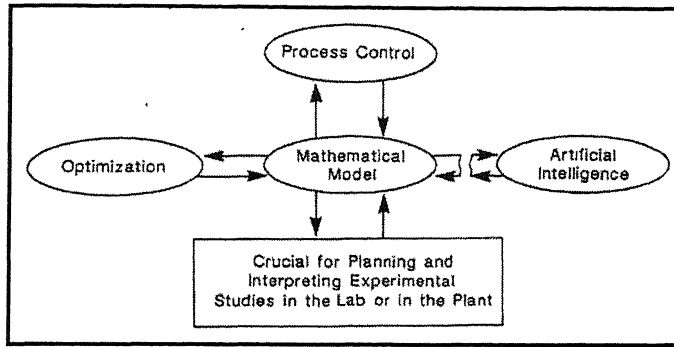 Process Control
Optimization
Mathematical
Model
Artificial
Intelligence
Crucial for Planning and
Interpreting Experimental
Studies in the Lab or in the Plant